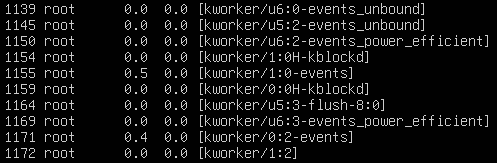 1139 root 0.0 0.0 [kworker/u6:0-events_unbound]
1145 root 0.0 0.0 [kworker/u5:2-events_unbound]
1150 root 0.0 0.0 [kworker/u6:2-events_power_efficient]
1154 root 0.0 0.0 [kworker/1:0H-kblockd]
1155 root 0.5 0.0 [kworker/1:0-events]
1159 root 0.0 0.0 [kworker/0:0H-kblockd]
1164 root 0.0 0.0 [kworker/u5:3-flush-8:0]
1169 root 0.0 0.0 [kworker/u6:3-events_power_efficient]
1171 root 0.4 0.0 [kworker/0:2-events]
1172 root 0.0 0.0 [kworker/1:2]